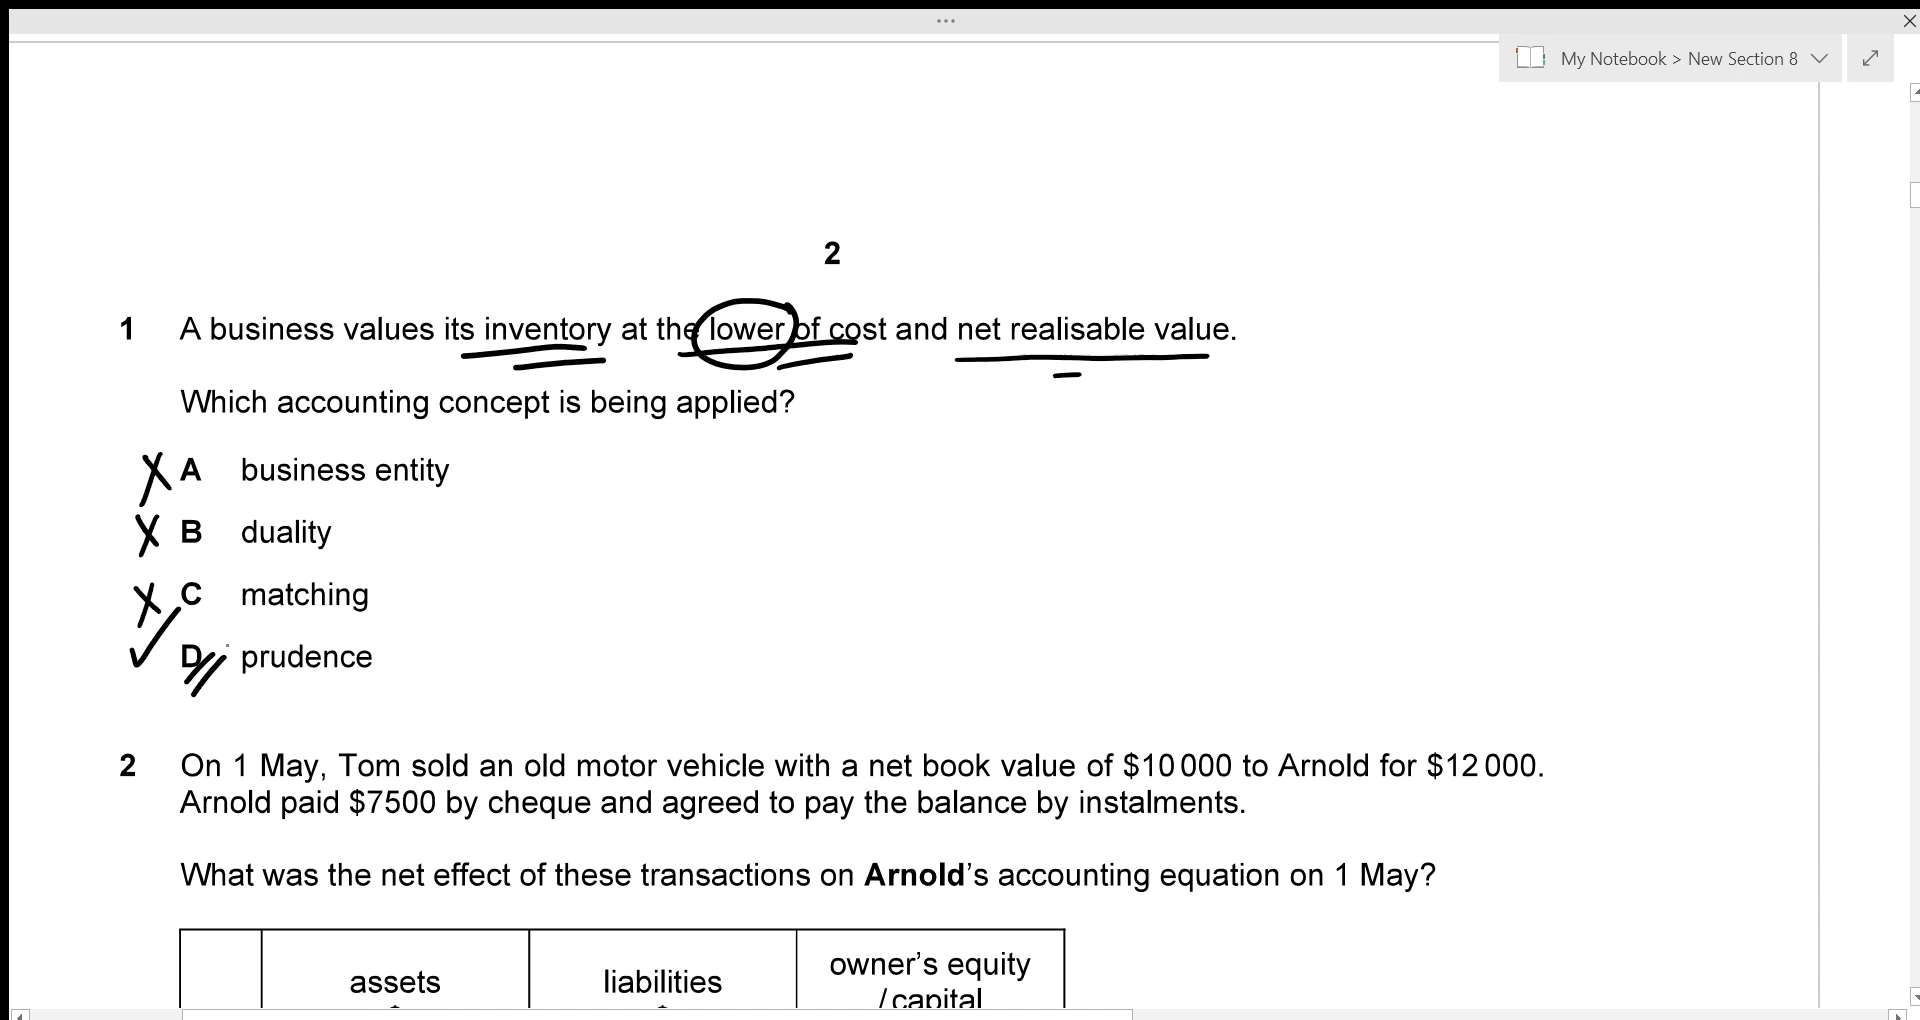 My Notebook > New Section 8
2
1 A business values its inventory at the lower of cost and net realisable value.
Which accounting concept is being applied?
A business entity
B duality
C matching
D prudence
2 On 1 May, Tom sold an old motor vehicle with a net book value of $10 000 to Arnold for $12 000.
Arnold paid $7500 by cheque and agreed to pay the balance by instalments.
What was the net effect of these transactions on Arnold's accounting equation on 1 May?
assets liabilities owner's equity
/ capital